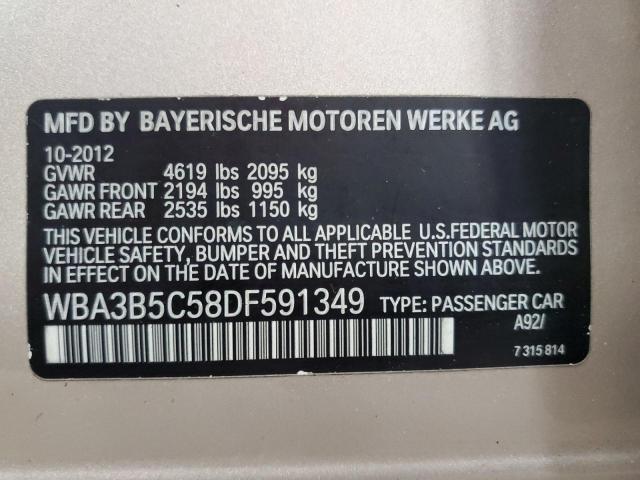 MFD BY BAYERISCHE MOTOREN WERKE AG
10-2012
GVWR 4619 lbs 2095 kg
GAWR FRONT 2194 lbs 995 kg
GAWR REAR 2535 lbs 1150 kg
THIS VEHICLE CONFORMS TO ALL APPLICABLE U.S.FEDERAL MOTOR
VEHICLE SAFETY, BUMPER AND THEFT PREVENTION STANDARDS
IN EFFECT ON THE DATE OF MANUFACTURE SHOWN ABOVE.
WBA3B5C58DF591349 TYPE: PASSENGER CAR
A92/
7 315 814